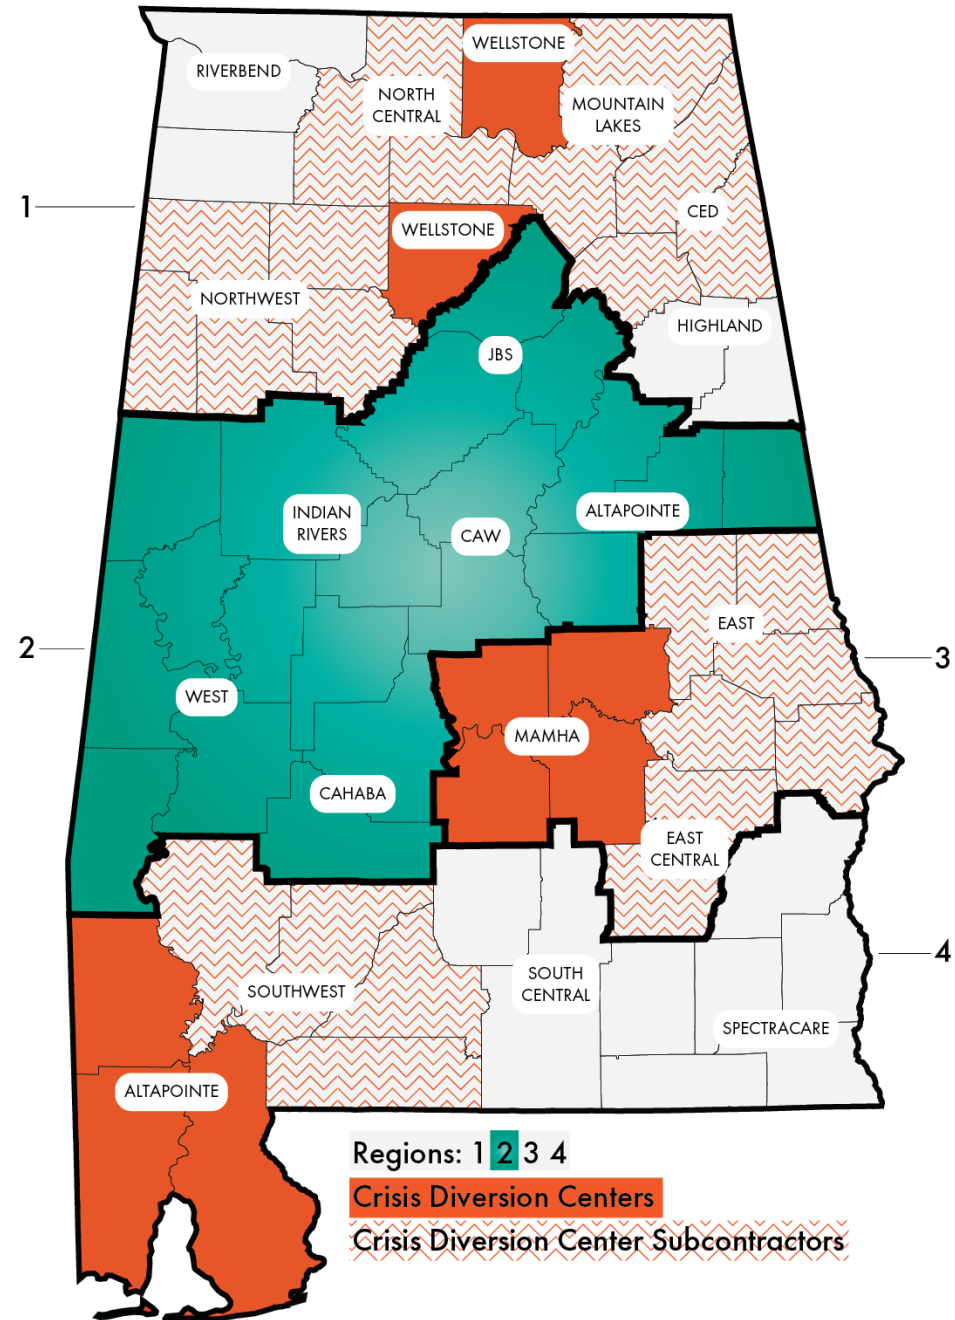 WELLSTONE
RIVERBEND
NORTH
CENTRAL
MOUNTAIN
LAKES
1
CED
WELLSTONE
NORTHWEST
HIGHLAND
JBS
INDIAN
RIVERS
ALTAPOINTE
CAW
EAST
2
3
WEST
MAMHA
CAHABA
EAST
CENTRAL
4
SOUTHWEST
SOUTH
CENTRAL
SPECTRACARE
ALTAPOINTE
Regions: 1 2 3 4
Crisis Diversion Centers
Crisis Diversion Center Subcontractors